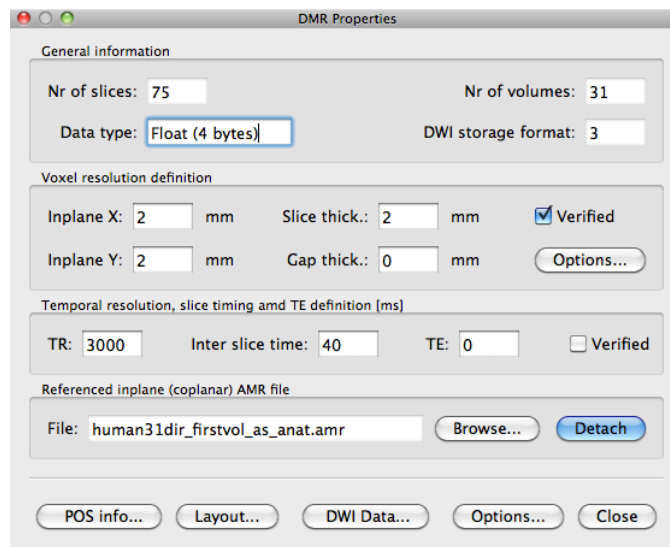 DMR Properties
General information
Nr of slices: 75 Nr of volumes: 31
Data type: Float (4 bytes) DWI storage format: 3
Voxel resolution definition
Inplane X: 2 mm Slice thick.: 2 mm Verified
Inplane Y: 2 mm Gap thick.: 0 mm Options...
Temporal resolution, slice timing amd TE definition [ms]
TR: 3000 Inter slice time: 40 TE: 0 Verified
Referenced inplane (coplanar) AMR file
File: human31dir_firstvol_as_anat.amr Browse... Detach
POS info... Layout... DWI Data... Options... Close